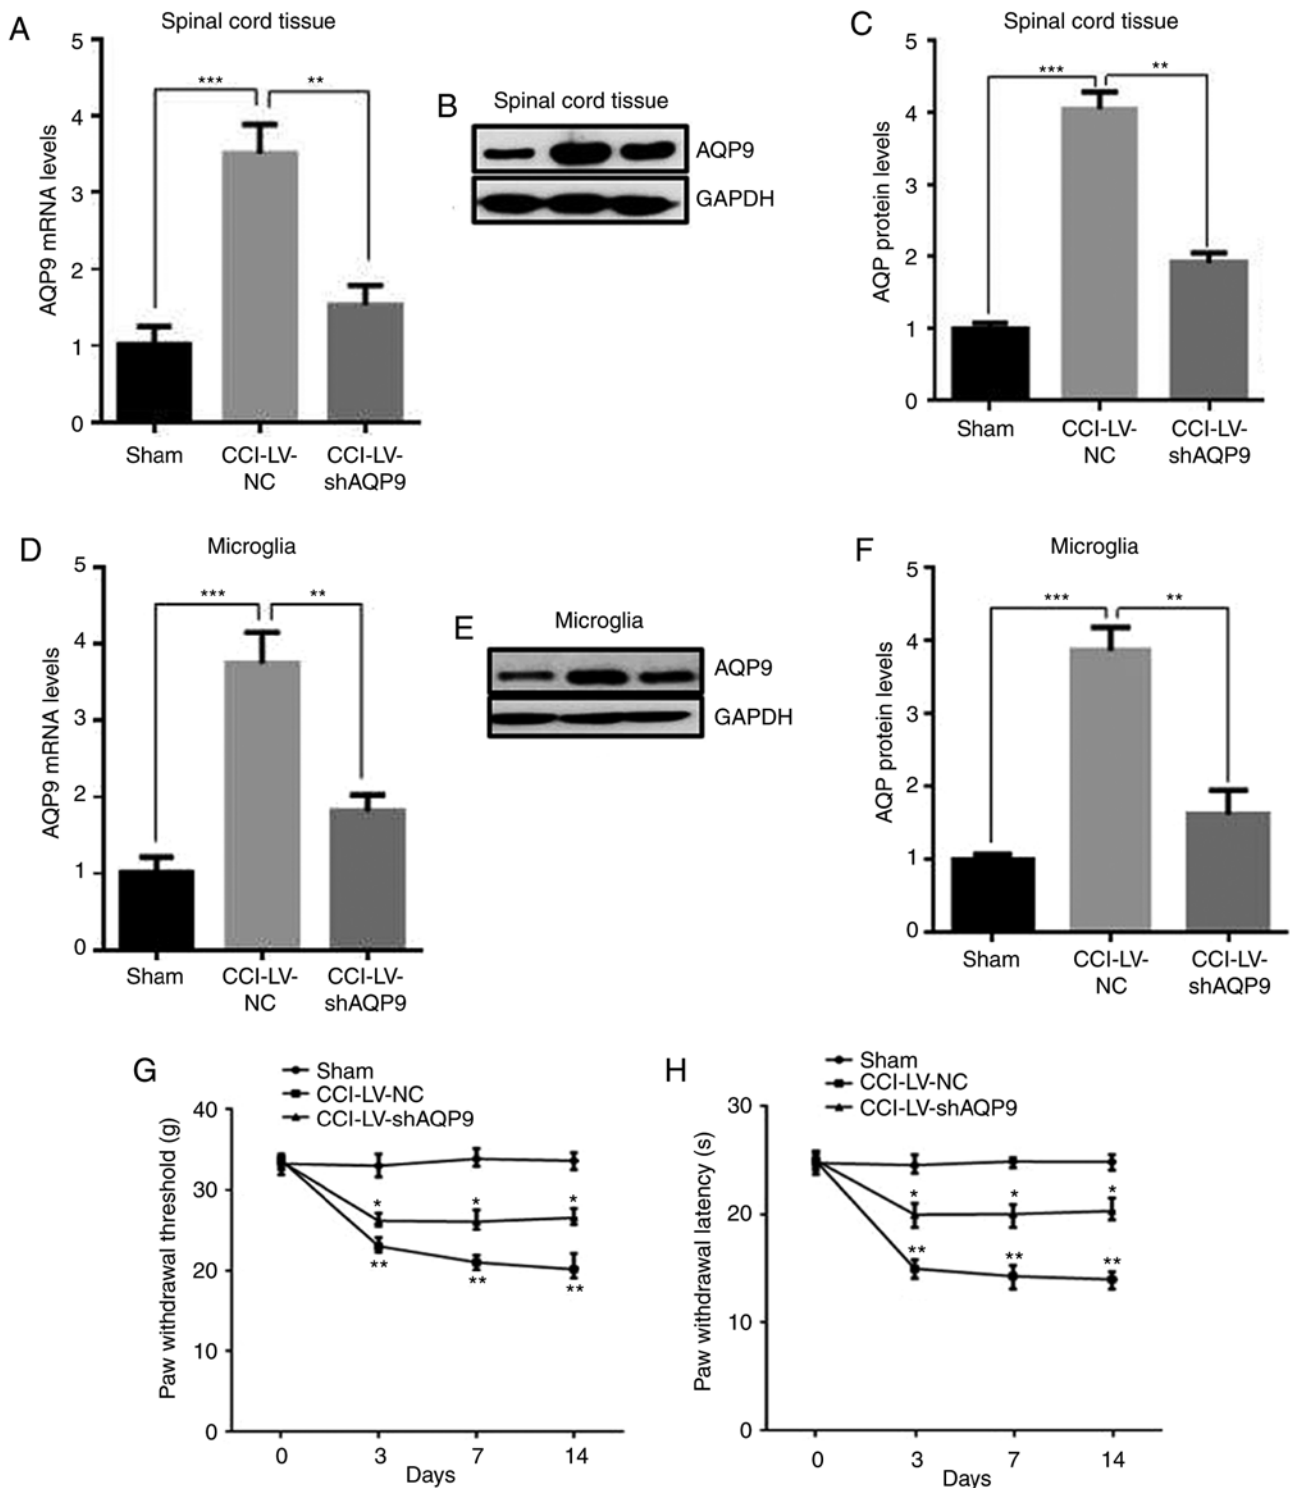 A
Spinal cord tissue
AQP9 mRNA levels
5
4
3
2
1
0
***
**
Sham
CCI-LV-
NC
CCI-LV-
shAQP9
B
Spinal cord tissue
AQP9
GAPDH
C
Spinal cord tissue
AQP protein levels
5
4
3
2
1
0
***
**
Sham
CCI-LV-
NC
CCI-LV-
shAQP9
D
Microglia
AQP9 mRNA levels
5
4
3
2
1
0
***
**
Sham
CCI-LV-
NC
CCI-LV-
shAQP9
E
Microglia
AQP9
GAPDH
F
Microglia
AQP protein levels
5
4
3
2
1
0
***
**
Sham
CCI-LV-
NC
CCI-LV-
shAQP9
G
Sham
CCI-LV-NC
CCI-LV-shAQP9
Paw withdrawal threshold (g)
40
30
20
10
0
* * *
** ** **
0 3 7 14
Days
H
Sham
CCI-LV-NC
CCI-LV-shAQP9
Paw withdrawal latency (s)
30
20
10
0
* * *
** ** **
0 3 7 14
Days